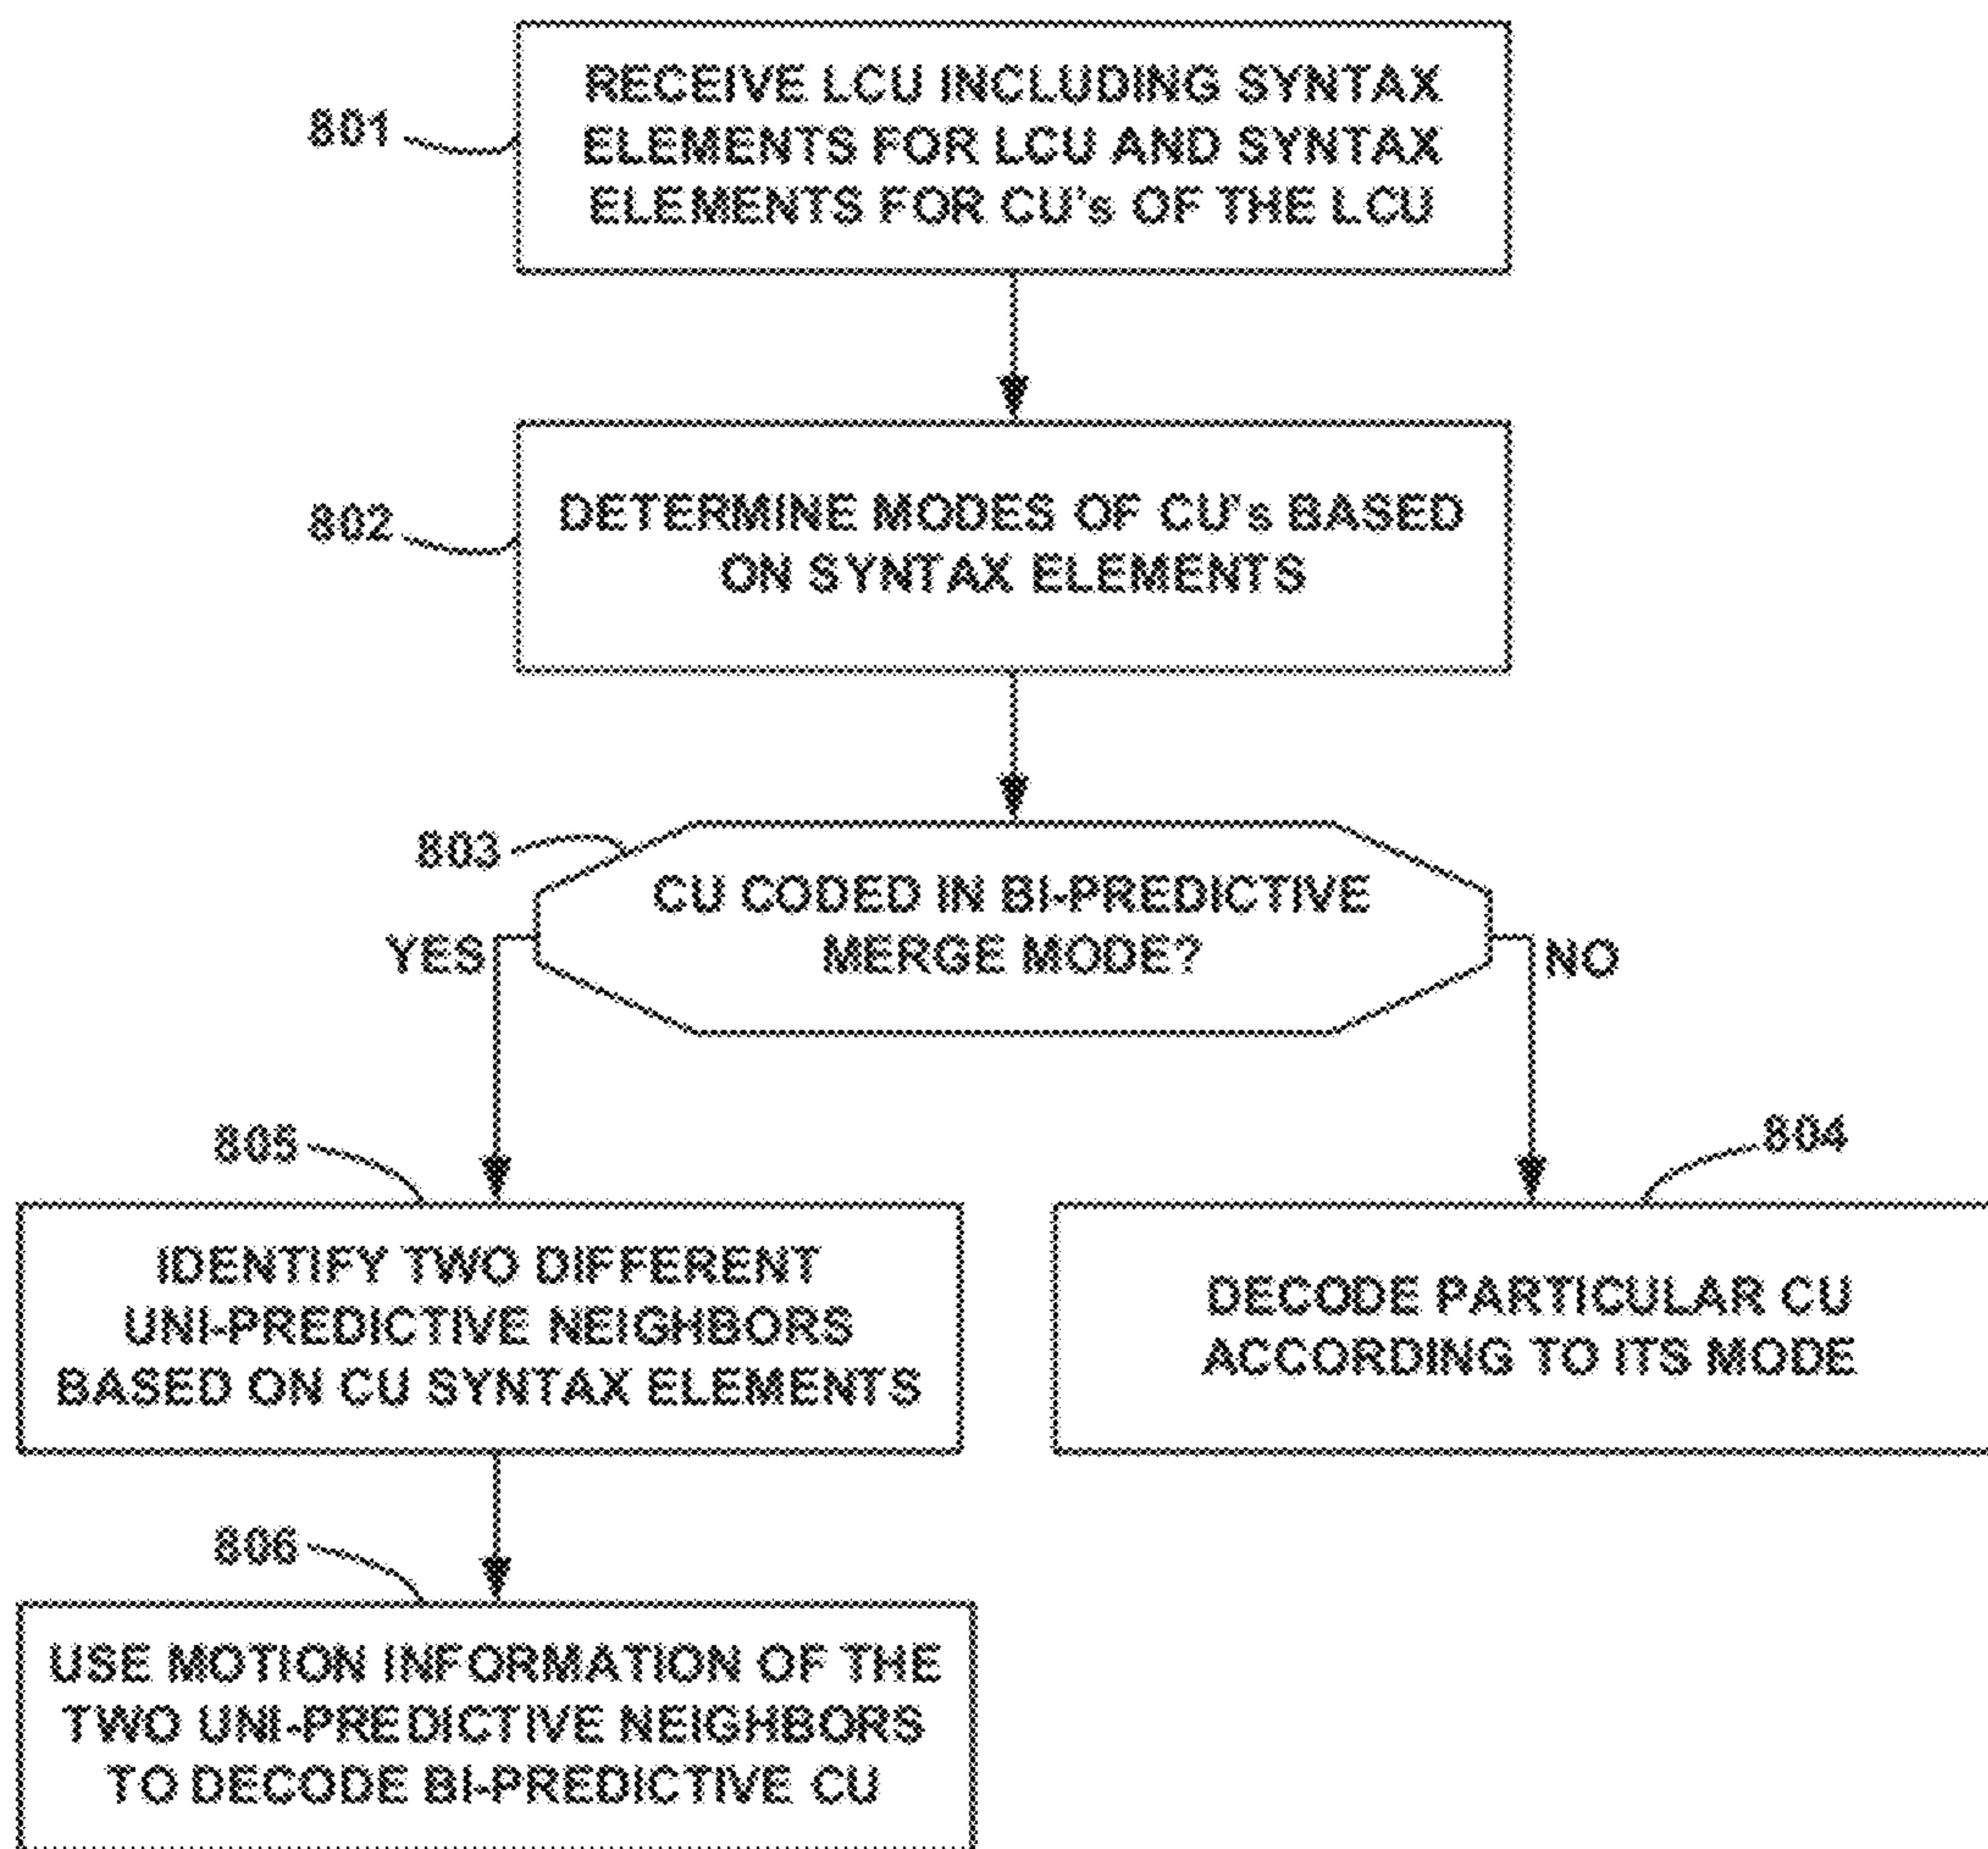 801
RECEIVE LCU INCLUDING SYNTAX
ELEMENTS FOR LCU AND SYNTAX
ELEMENTS FOR CU's OF THE LCU
802
DETERMINE MODES OF CU's BASED
ON SYNTAX ELEMENTS
803
CU CODED IN BI-PREDICTIVE
MERGE MODE?
YES
NO
805
IDENTIFY TWO DIFFERENT
UNI-PREDICTIVE NEIGHBORS
BASED ON CU SYNTAX ELEMENTS
804
DECODE PARTICULAR CU
ACCORDING TO ITS MODE
806
USE MOTION INFORMATION OF THE
TWO UNI-PREDICTIVE NEIGHBORS
TO DECODE BI-PREDICTIVE CU